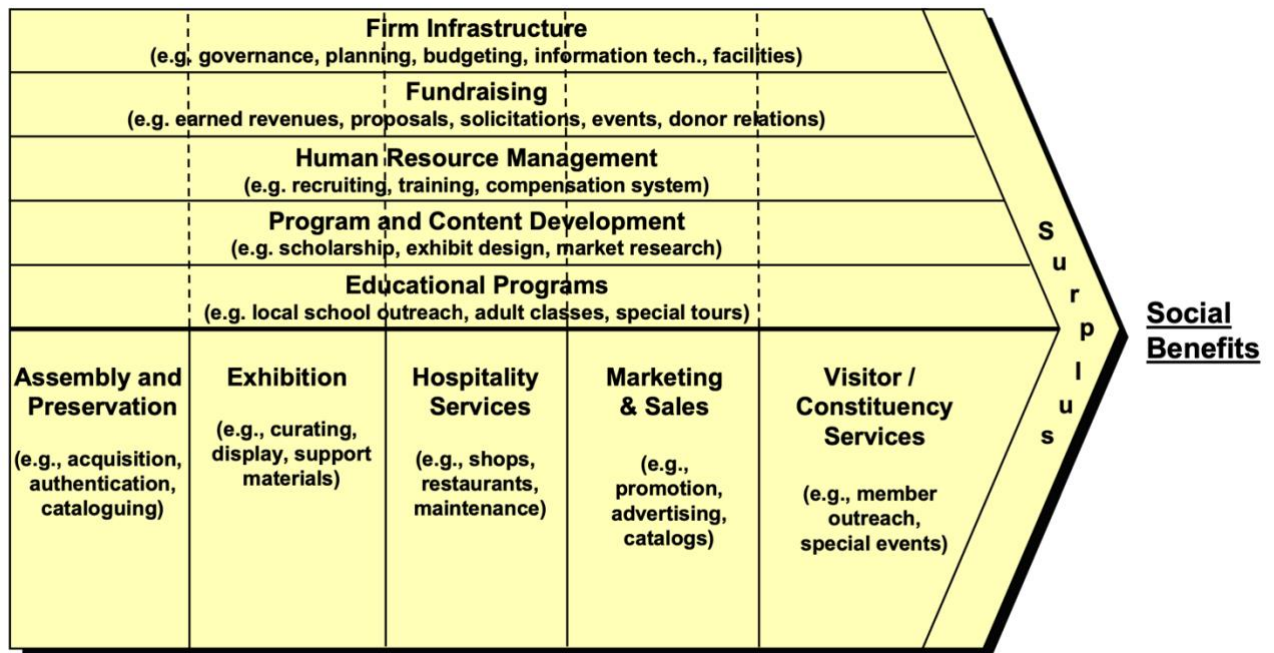 Firm Infrastructure
(e.g. governance, planning, budgeting, information tech., facilities)
Fundraising
(e.g. earned revenues, proposals, solicitations, events, donor relations)
Human Resource Management
(e.g. recruiting, training, compensation system)
Program and Content Development
(e.g. scholarship, exhibit design, market research)
Educational Programs
(e.g. local school outreach, adult classes, special tours)
Assembly and
Preservation
(e.g., acquisition,
authentication,
cataloguing)
Exhibition
(e.g., curating,
display, support
materials)
Hospitality
Services
(e.g., shops,
restaurants,
maintenance)
Marketing
& Sales
(e.g.,
promotion,
advertising,
catalogs)
Visitor /
Constituency
Services
(e.g., member
outreach,
special events)
Surplus
Social
Benefits